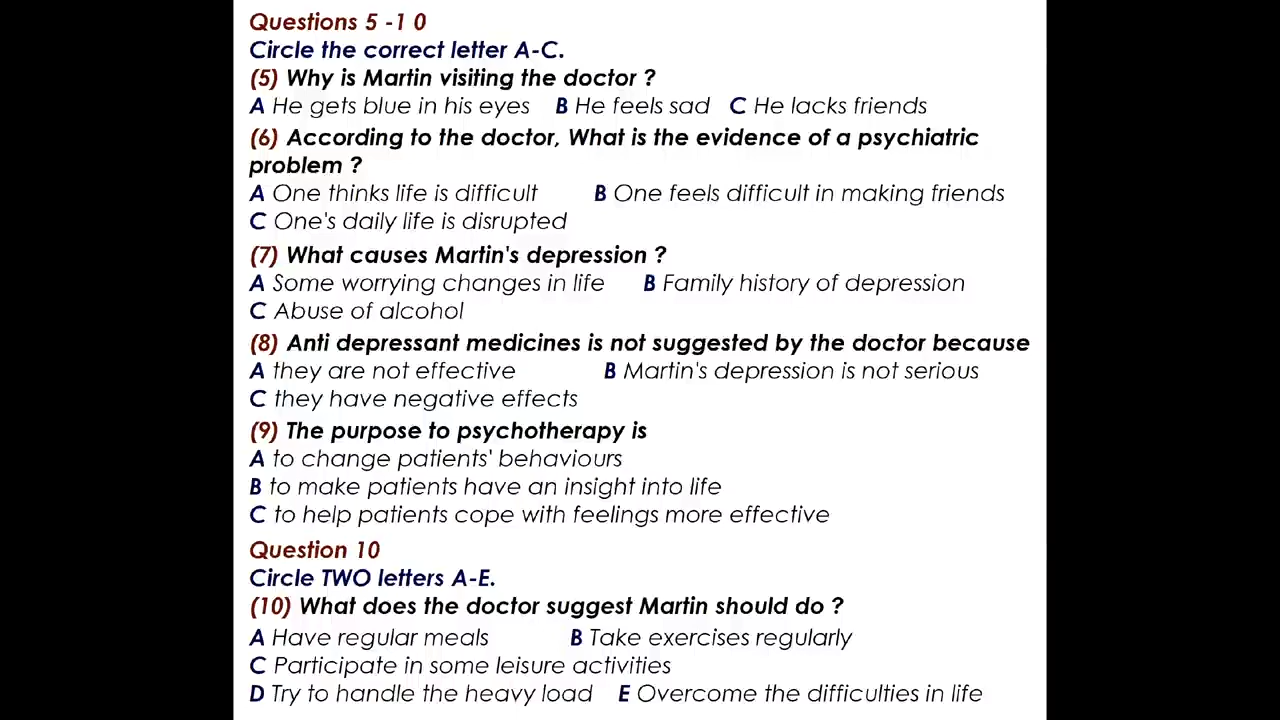 Questions 5 -1 0
Circle the correct letter A-C.
(5) Why is Martin visiting the doctor ?
A He gets blue in his eyes B He feels sad C He lacks friends
(6) According to the doctor, What is the evidence of a psychiatric
problem ?
A One thinks life is difficult B One feels difficult in making friends
C One's daily life is disrupted
(7) What causes Martin's depression ?
A Some worrying changes in life B Family history of depression
C Abuse of alcohol
(8) Anti depressant medicines is not suggested by the doctor because
A they are not effective B Martin's depression is not serious
C they have negative effects
(9) The purpose to psychotherapy is
A to change patients' behaviours
B to make patients have an insight into life
C to help patients cope with feelings more effective
Question 10
Circle TWO letters A-E.
(10) What does the doctor suggest Martin should do ?
A Have regular meals B Take exercises regularly
C Participate in some leisure activities
D Try to handle the heavy load E Overcome the difficulties in life